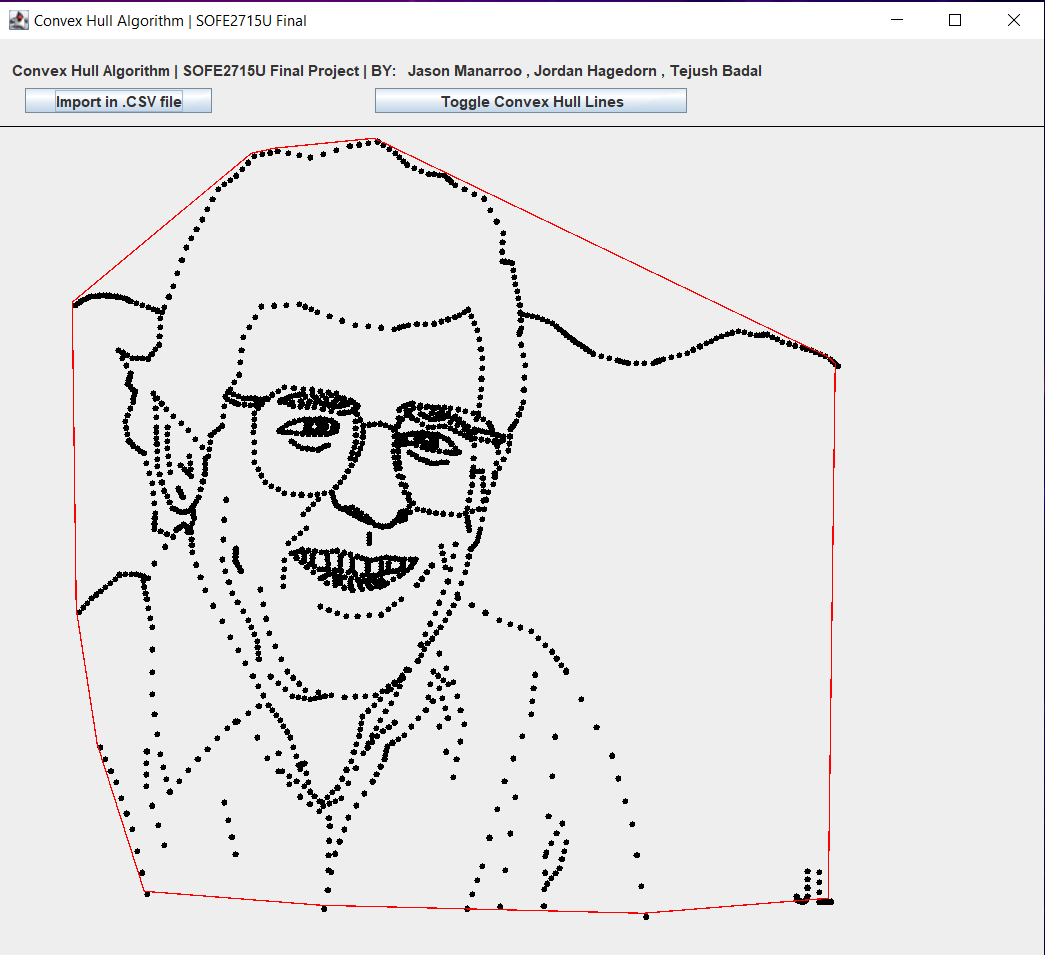 Convex Hull Algorithm | SOFE2715U Final
Convex Hull Algorithm | SOFE2715U Final Project | BY: Jason Manarroo , Jordan Hagedorn , Tejush Badal
Import in .CSV file Toggle Convex Hull Lines